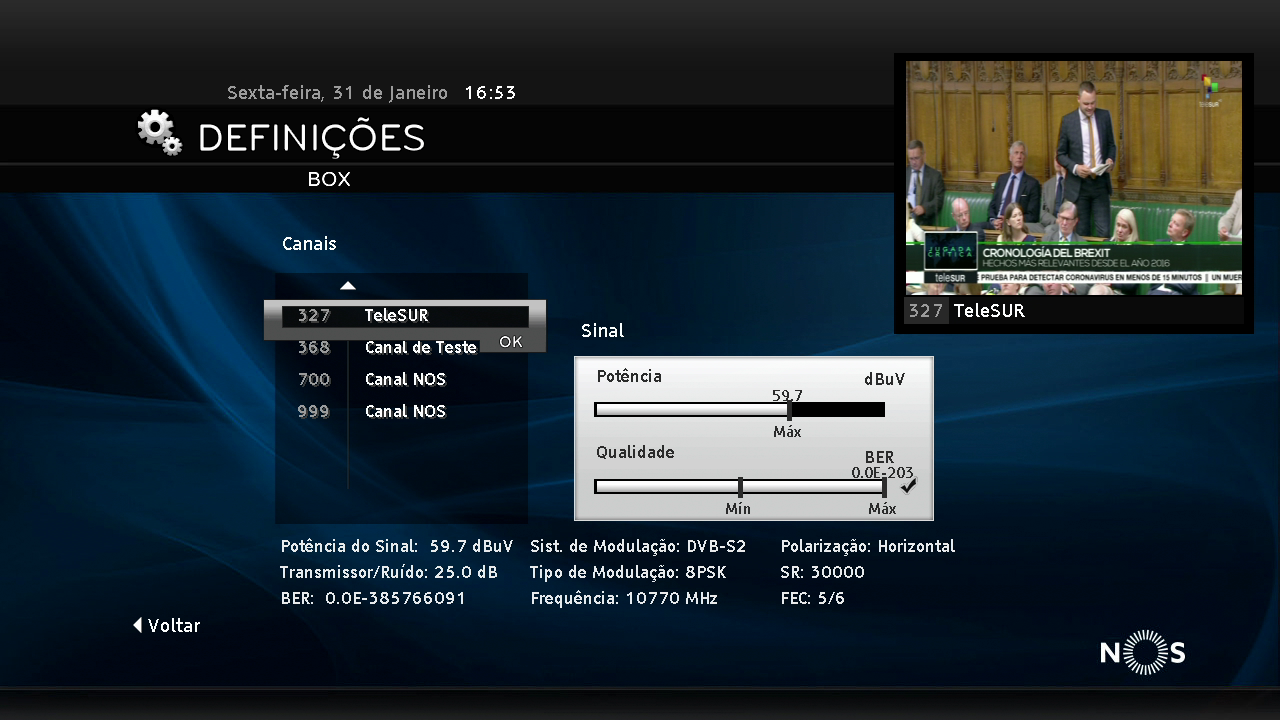 Sexta-feira, 31 de Janeiro 16:53
DEFINIÇÕES
BOX
teleSUR
JUGADA CRÍTICA
CRONOLOGÍA DEL BREXIT
HECHOS MÁS RELEVANTES DESDE EL AÑO 2016
teleSUR
PRUEBA PARA DETECTAR CORONAVIRUS EN MENOS DE 15 MINUTOS || UN MUER
327 TeleSUR
Canais
327 TeleSUR
OK
368 Canal de Teste
700 Canal NOS
999 Canal NOS
Sinal
Potência dBuV
59.7
Máx
Qualidade BER
0.0E-203
Mín Máx
Potência do Sinal: 59.7 dBuV Sist. de Modulação: DVB-S2 Polarização: Horizontal
Transmissor/Ruído: 25.0 dB Tipo de Modulação: 8PSK SR: 30000
BER: 0.0E-385766091 Frequência: 10770 MHz FEC: 5/6
Voltar
NOS